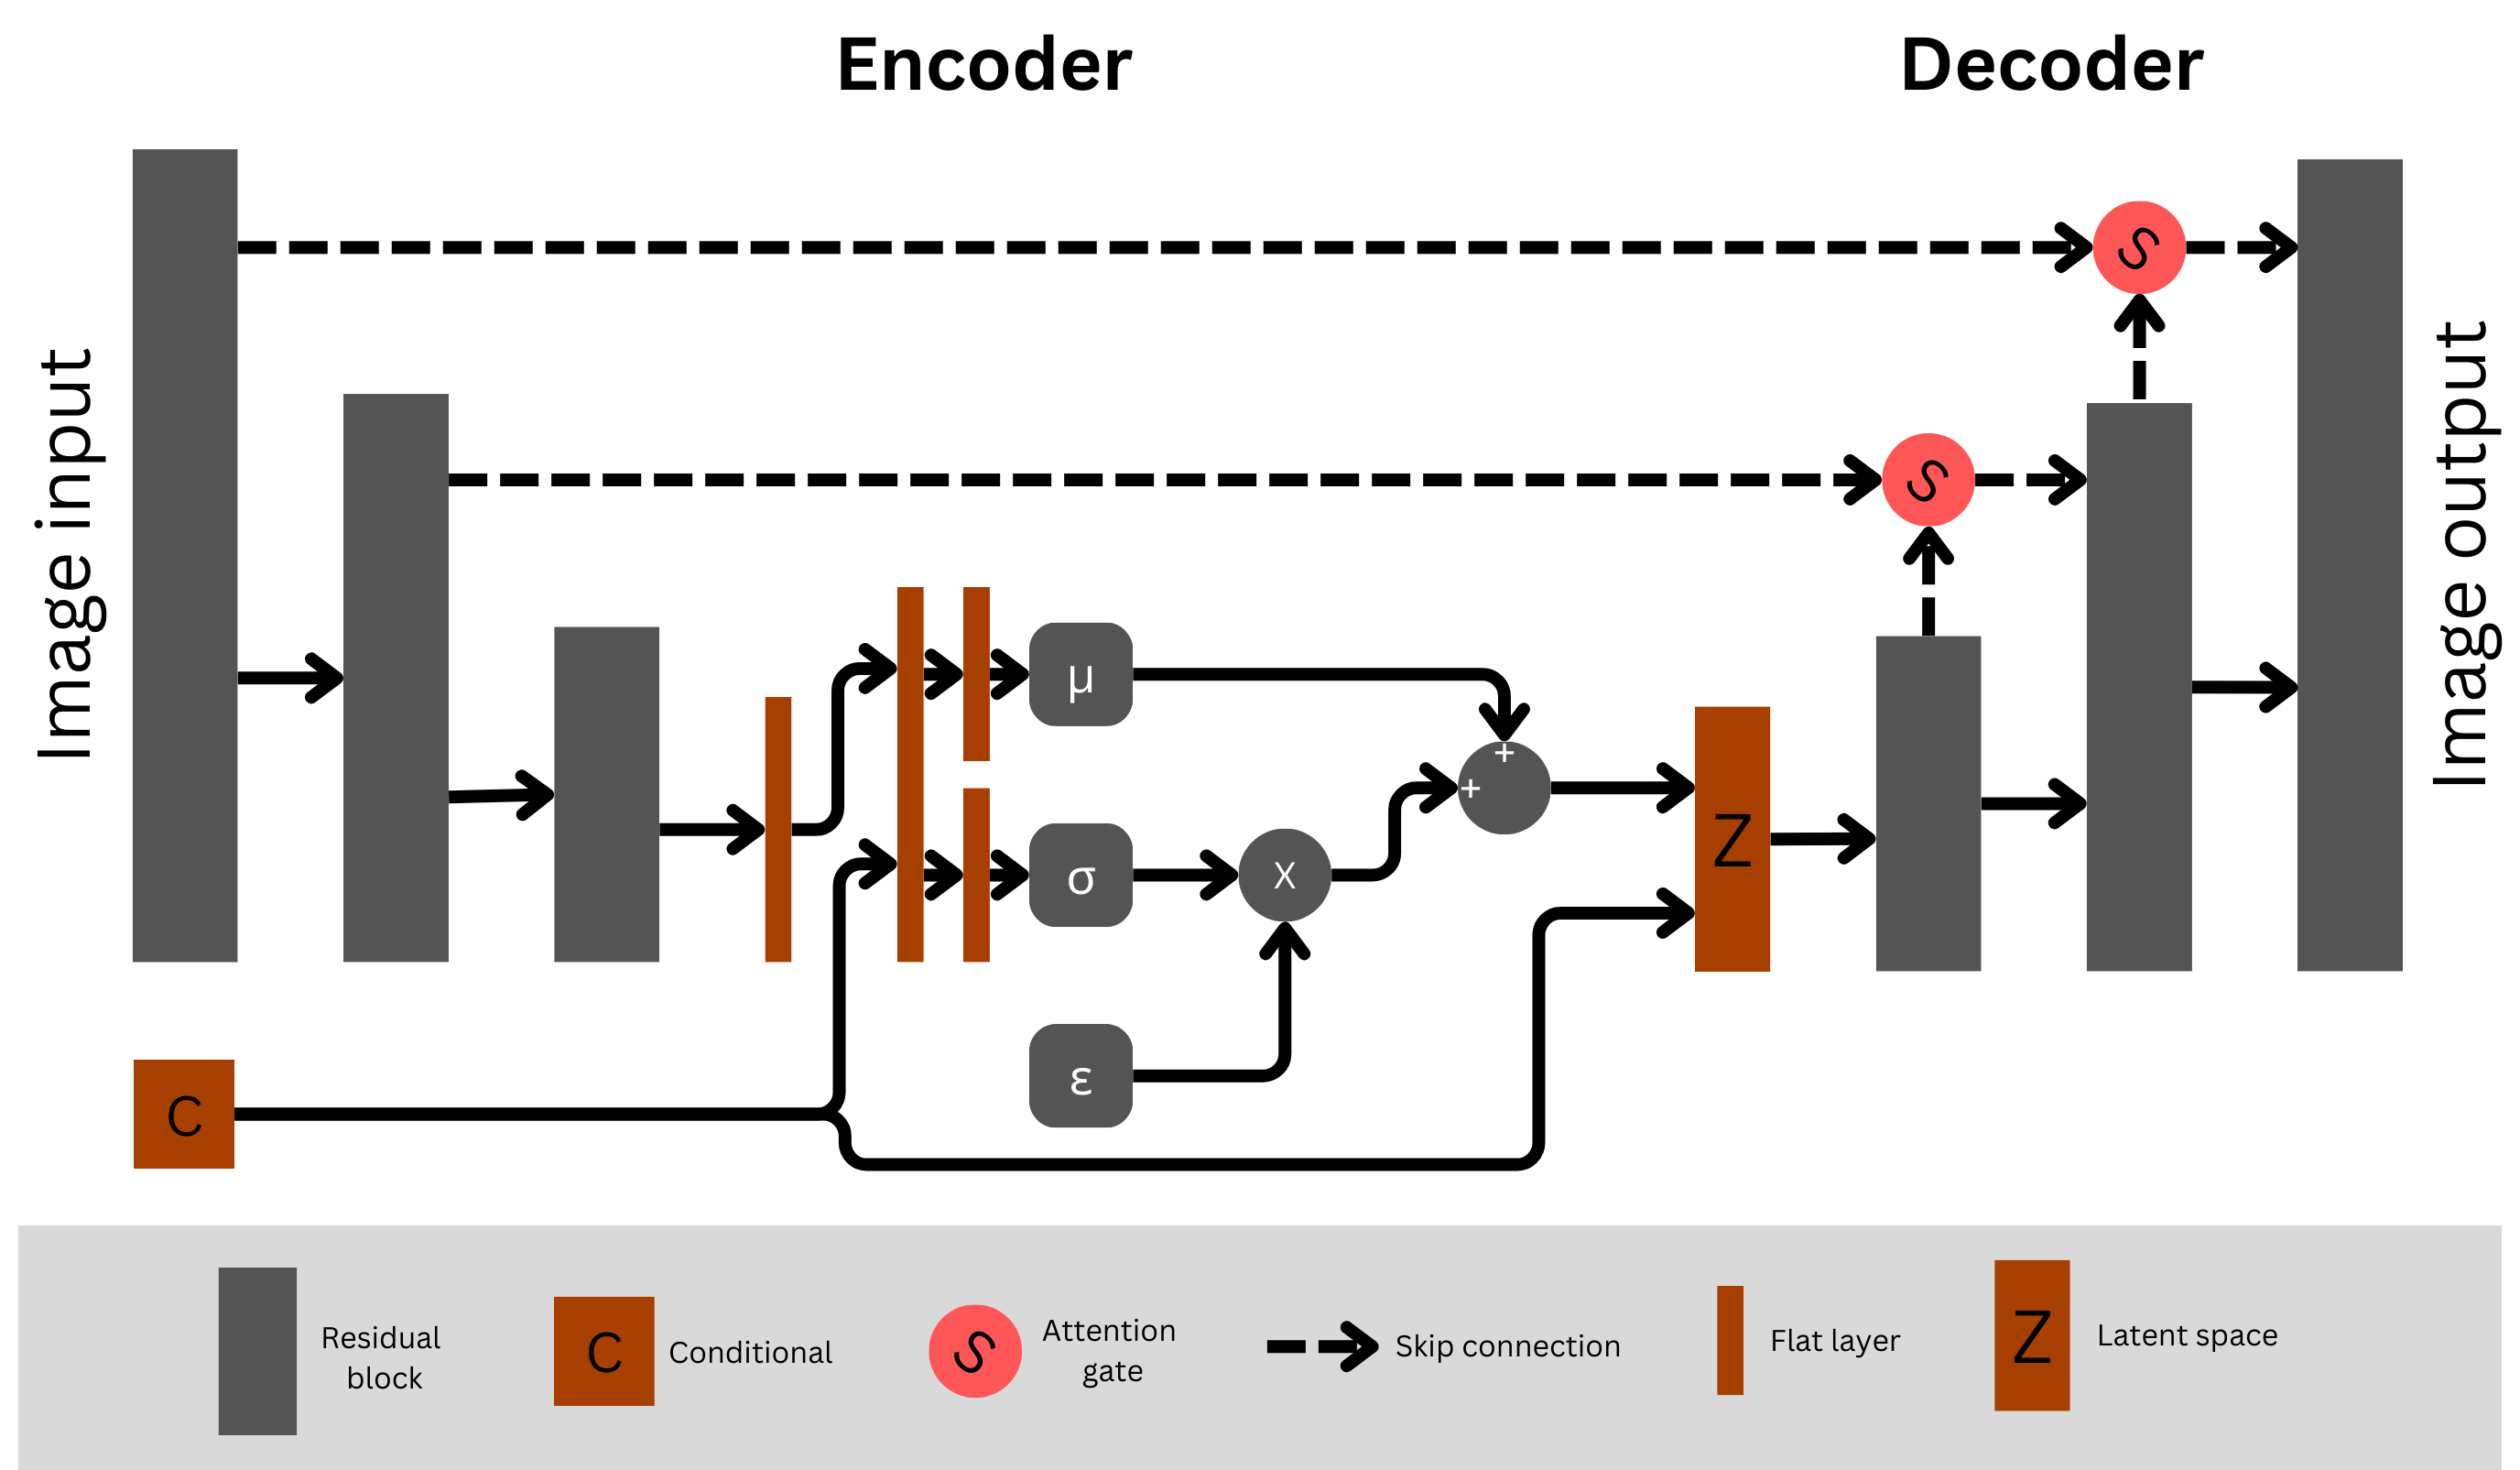 Encoder
Decoder
Image input
Image output
μ
+
+
Z
σ
X
ε
C
Residual
block
C
Conditional
Attention
gate
Skip connection
Flat layer
Z
Latent space